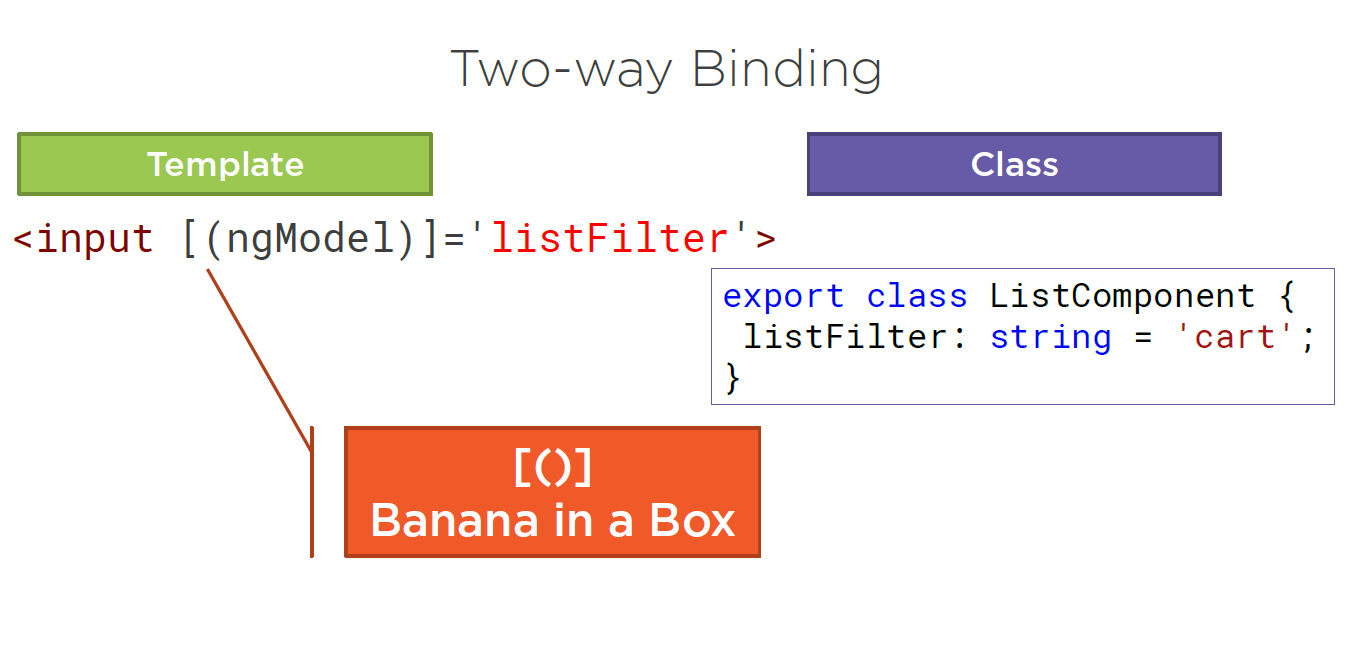 Two-way Binding
Template
Class
<input [(ngModel)]='listFilter'>
export class ListComponent {
 listFilter: string = 'cart';
}
[()]
Banana in a Box